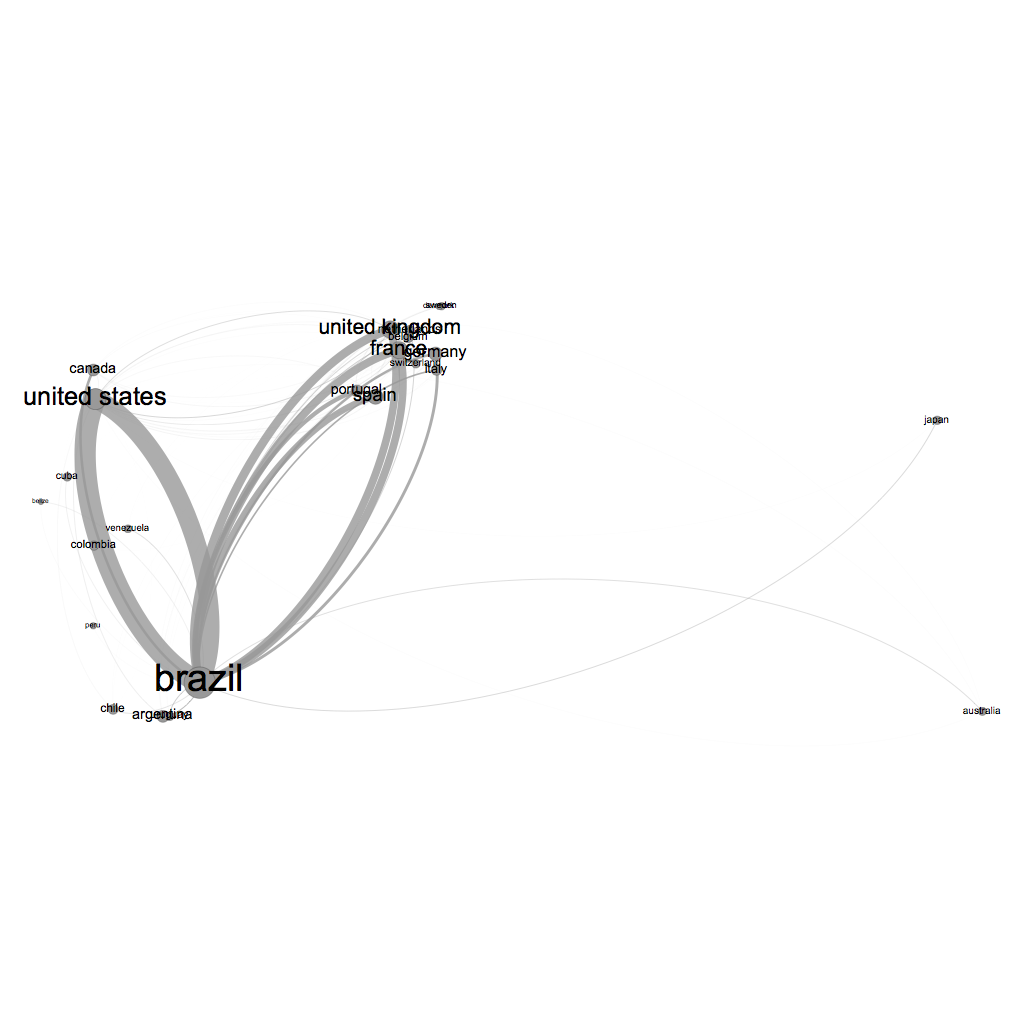 sweden
united kingdom
netherlands
belgium
france
germany
switzerland
italy
canada
portugal
spain
united states
japan
cuba
belize
venezuela
colombia
peru
brazil
chile
argentina
australia